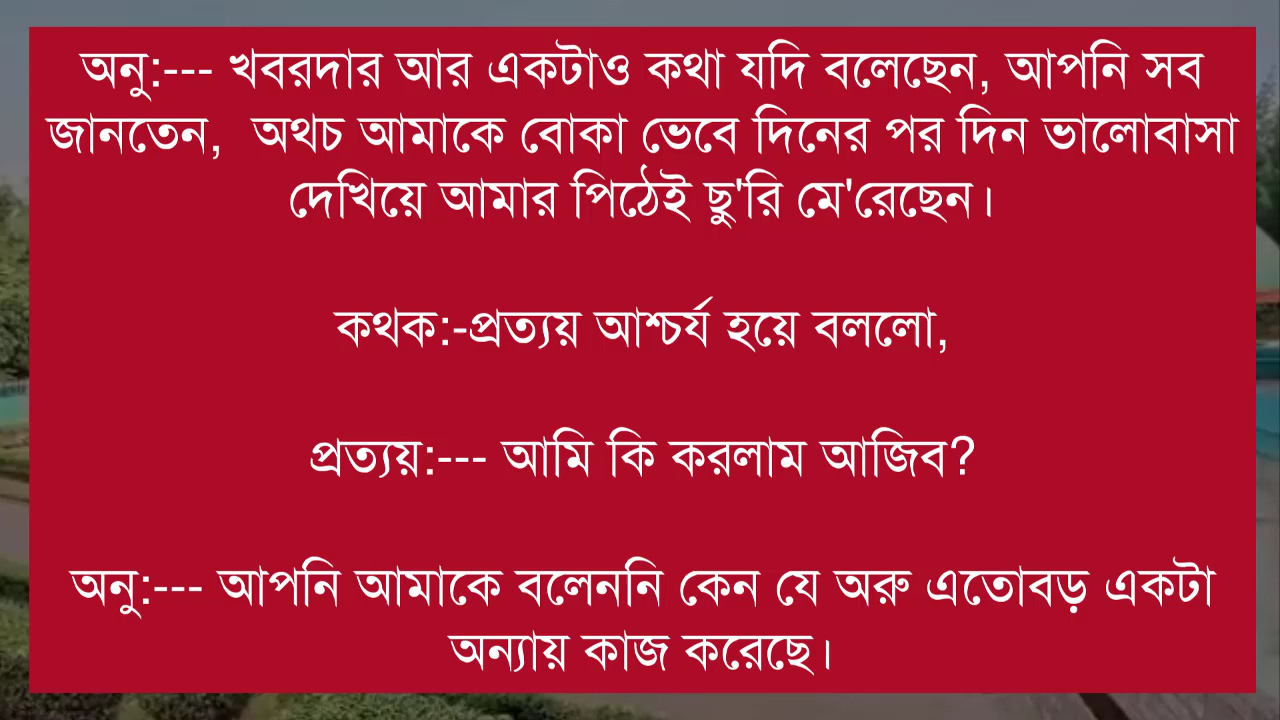 অনু:--- খবরদার আর একটাও কথা যদি বলেছেন, আপনি সব
জানতেন,  অথচ আমাকে বোকা ভেবে দিনের পর দিন ভালোবাসা
দেখিয়ে আমার পিঠেই ছু'রি মে'রেছেন।
কথক:-প্রত্যয় আশ্চর্য হয়ে বললো,
প্রত্যয়:--- আমি কি করলাম আজিব?
অনু:--- আপনি আমাকে বলেননি কেন যে অরু এতোবড় একটা
অন্যায় কাজ করেছে।